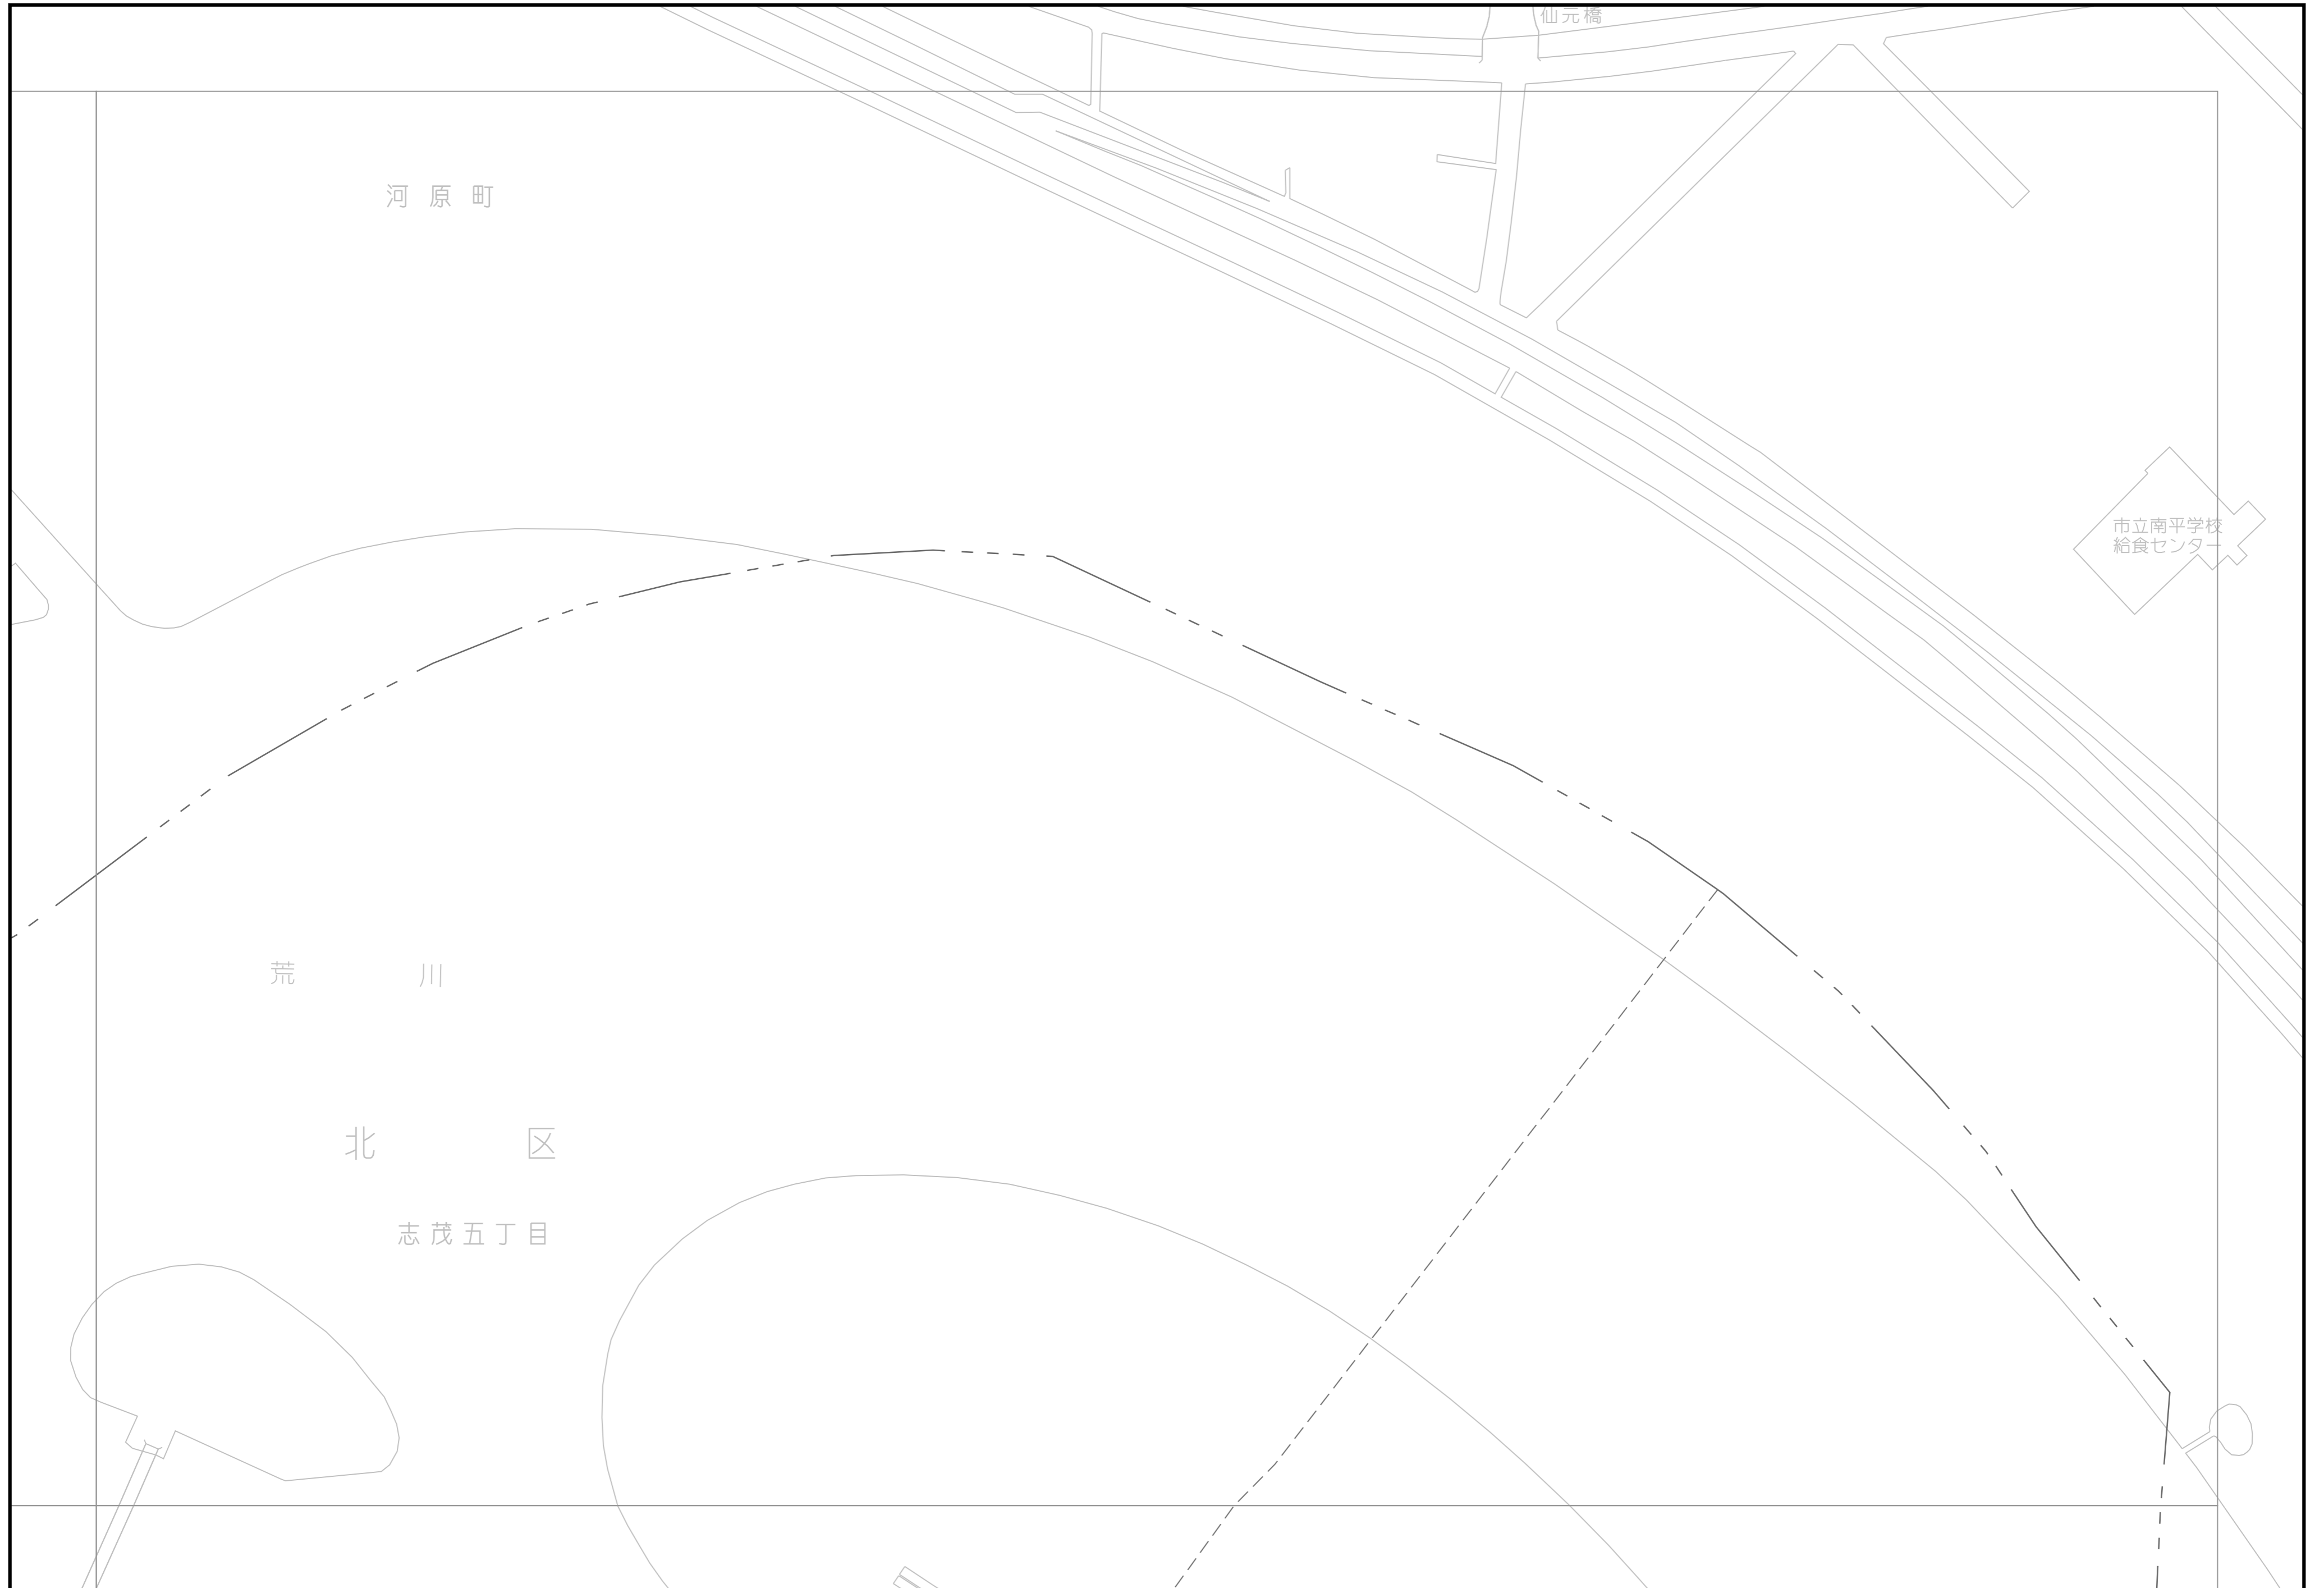 仙元橋
河原町
市立南平学校
給食センター
荒川
北区
志茂五丁目